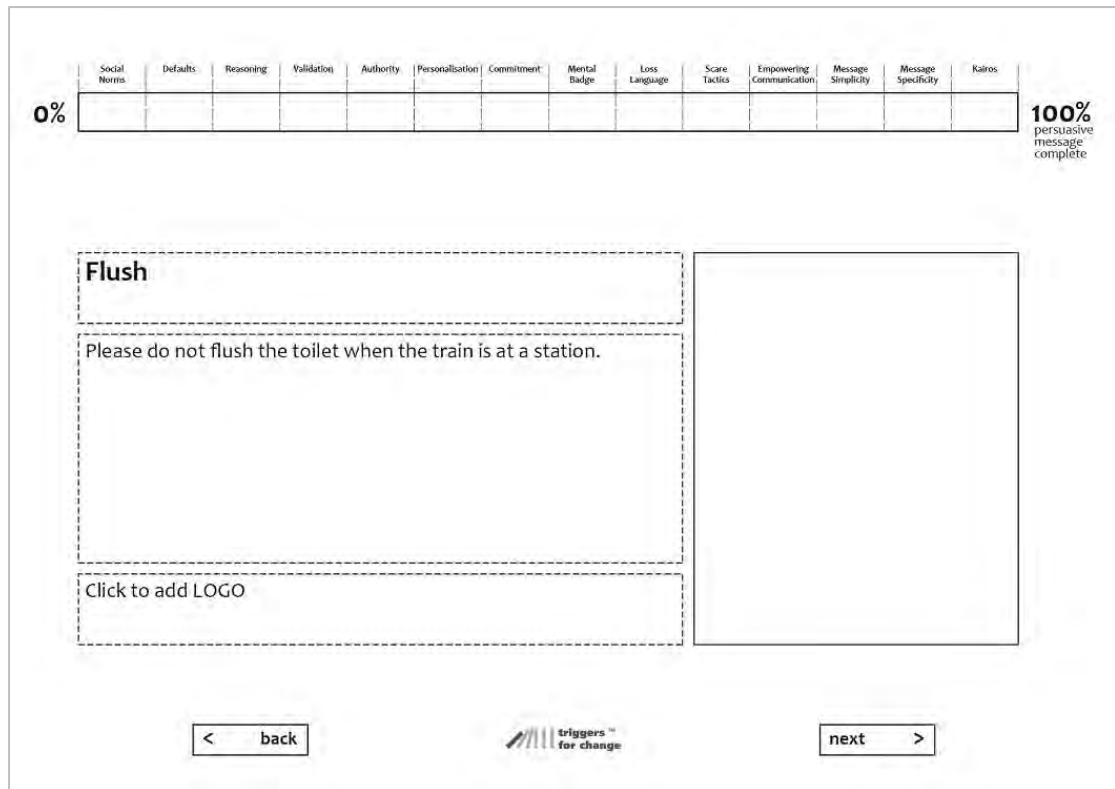 Social Norms
Defaults
Reasoning
Validation
Authority
Personalisation
Commitment
Mental Badge
Loss Language
Scare Tactics
Empowering Communication
Message Simplicity
Message Specificity
Kairos
0%
100%
persuasive
message
complete
Flush
Please do not flush the toilet when the train is at a station.
Click to add LOGO
< back
triggers ™
for change
next >